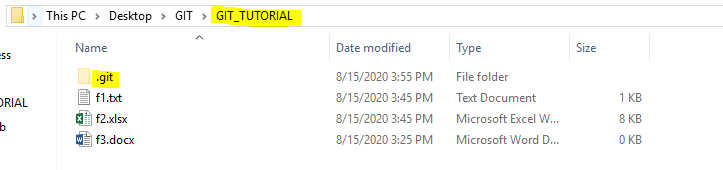 This PC > Desktop > GIT > GIT_TUTORIAL
ess
Name Date modified Type Size
.git 8/15/2020 3:55 PM File folder
ORIAL f1.txt 8/15/2020 3:45 PM Text Document 1 KB
b f2.xlsx 8/15/2020 3:45 PM Microsoft Excel W... 8 KB
f3.docx 8/15/2020 3:25 PM Microsoft Word D... 0 KB